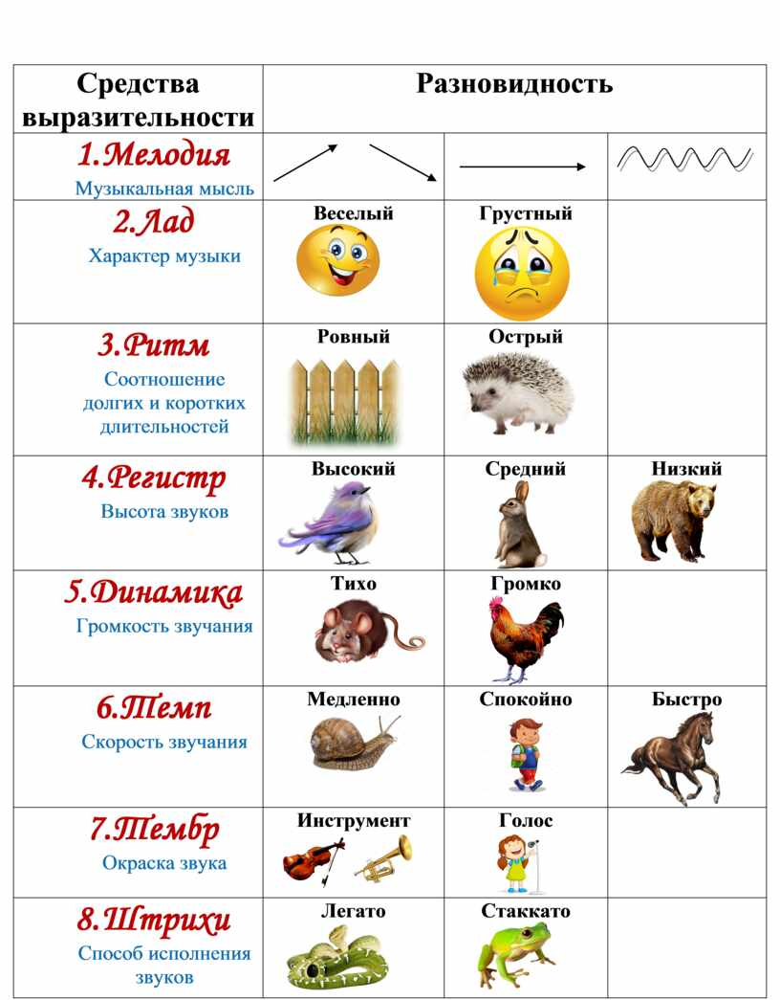 Средства
выразительности
Разновидность
1.Мелодия
Музыкальная мысль
2.Лад
Характер музыки
Веселый
Грустный
3.Ритм
Соотношение
долгих и коротких
длительностей
Ровный
Острый
4.Регистр
Высота звуков
Высокий
Средний
Низкий
5.Динамика
Громкость звучания
Тихо
Громко
6.Темп
Скорость звучания
Медленно
Спокойно
Быстро
7.Тембр
Окраска звука
Инструмент
Голос
8.Штрихи
Способ исполнения
звуков
Легато
Стаккато